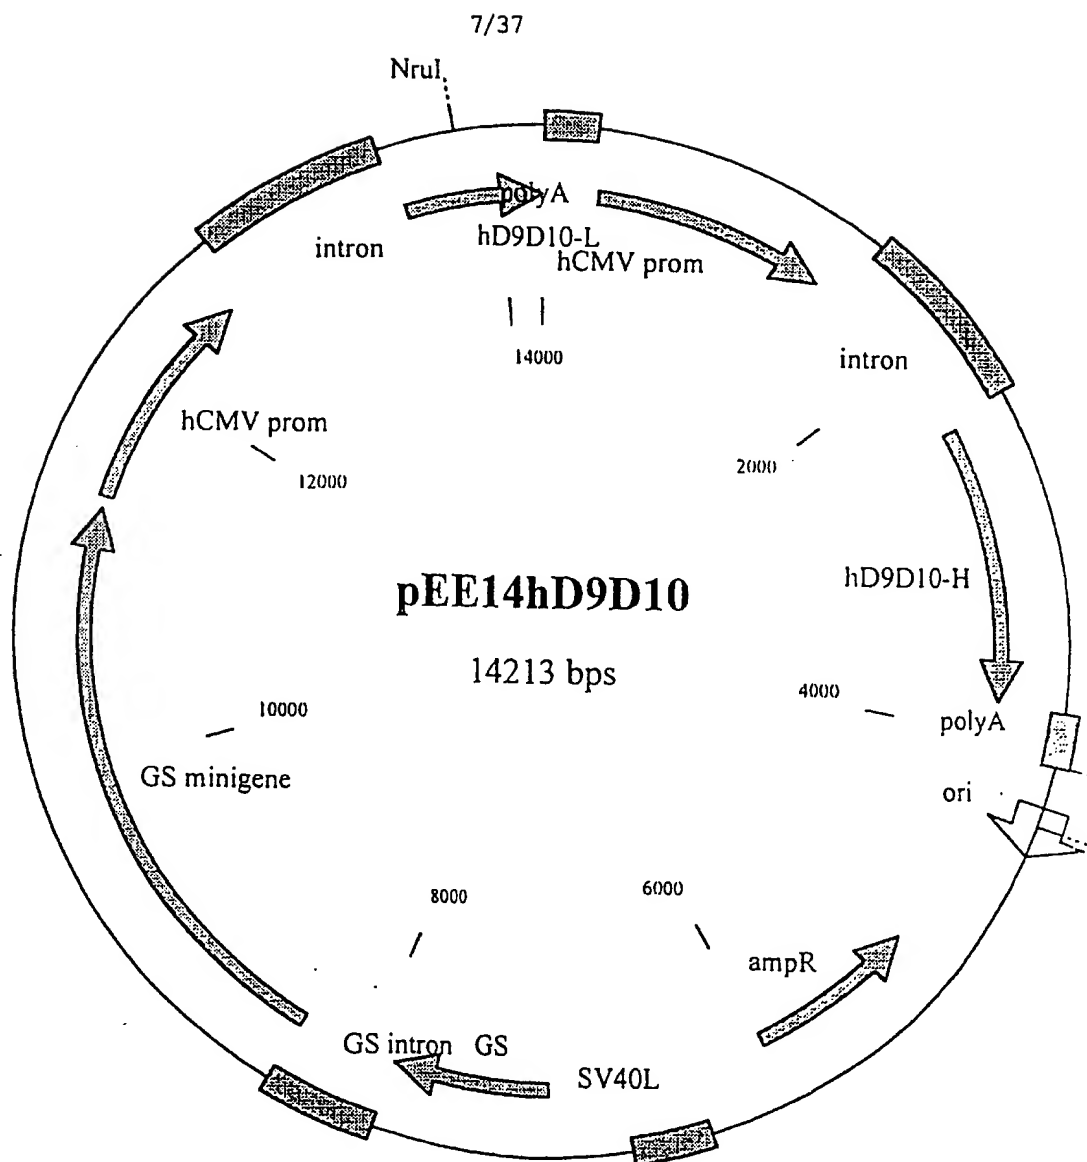 7/37
NruI
polyA
intron
hD9D10-L
hCMV prom
14000
intron
hCMV prom
2000
12000
hD9D10-H
pEE14hD9D10
14213 bps
4000
10000
polyA
GS minigene
ori
6000
8000
ampR
GS intron
GS
SV40L